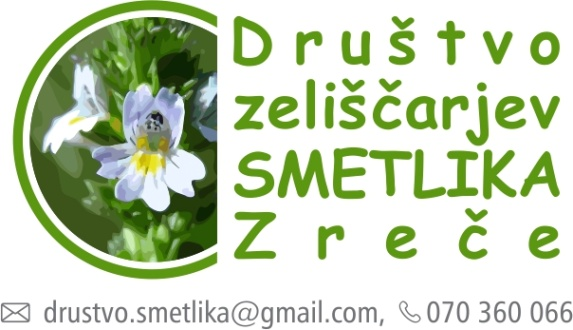 Društvo
zeliščarjev
SMETLIKA
Zreče
drustvo.smetlika@gmail.com, 070 360 066